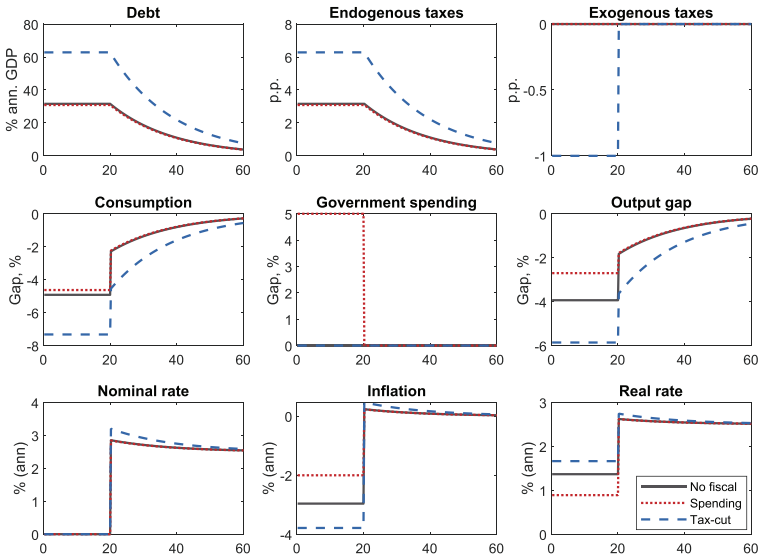 Debt
Endogenous taxes
Exogenous taxes
% ann. GDP
80
60
40
20
0
0 20 40 60
p.p.
8
6
4
2
0
0 20 40 60
p.p.
0
-0.5
-1
0 20 40 60
Consumption
Government spending
Output gap
Gap, %
0
-2
-4
-6
-8
0 20 40 60
Gap, %
5
4
3
2
1
0
0 20 40 60
Gap, %
0
-2
-4
-6
0 20 40 60
Nominal rate
Inflation
Real rate
% (ann)
4
3
2
1
0
0 20 40 60
% (ann)
0
-2
-4
0 20 40 60
% (ann)
3
2
1
0
0 20 40 60
No fiscal
Spending
Tax-cut